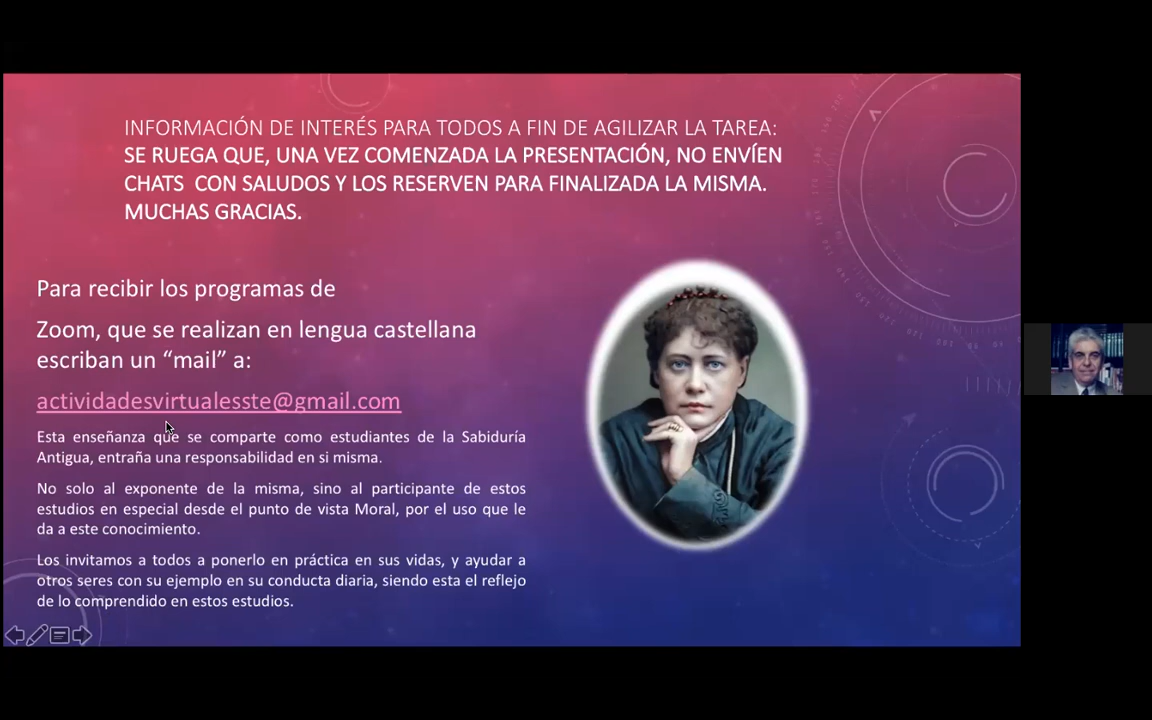 INFORMACIÓN DE INTERÉS PARA TODOS A FIN DE AGILIZAR LA TAREA:
SE RUEGA QUE, UNA VEZ COMENZADA LA PRESENTACIÓN, NO ENVÍEN
CHATS CON SALUDOS Y LOS RESERVEN PARA FINALIZADA LA MISMA.
MUCHAS GRACIAS.
Para recibir los programas de
Zoom, que se realizan en lengua castellana
escriban un “mail” a:
actividadesvirtualesste@gmail.com
Esta enseñanza que se comparte como estudiantes de la Sabiduría
Antigua, entraña una responsabilidad en si misma.
No solo al exponente de la misma, sino al participante de estos
estudios en especial desde el punto de vista Moral, por el uso que le
da a este conocimiento.
Los invitamos a todos a ponerlo en práctica en sus vidas, y ayudar a
otros seres con su ejemplo en su conducta diaria, siendo esta el reflejo
de lo comprendido en estos estudios.